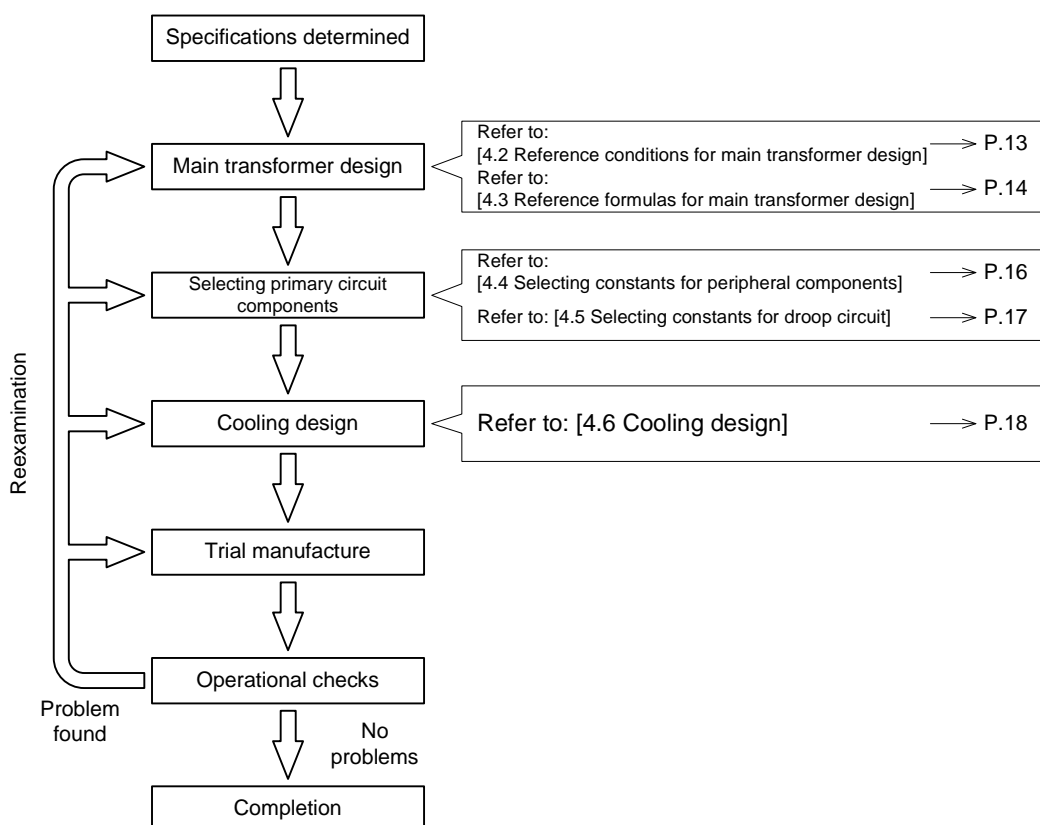 Specifications determined
Main transformer design
Refer to:
[4.2 Reference conditions for main transformer design]
P.13
Refer to:
[4.3 Reference formulas for main transformer design]
P.14
Selecting primary circuit
components
Refer to:
[4.4 Selecting constants for peripheral components]
P.16
Refer to: [4.5 Selecting constants for droop circuit]
P.17
Reexamination
Cooling design
Refer to: [4.6 Cooling design]
P.18
Trial manufacture
Operational checks
Problem
found
No
problems
Completion